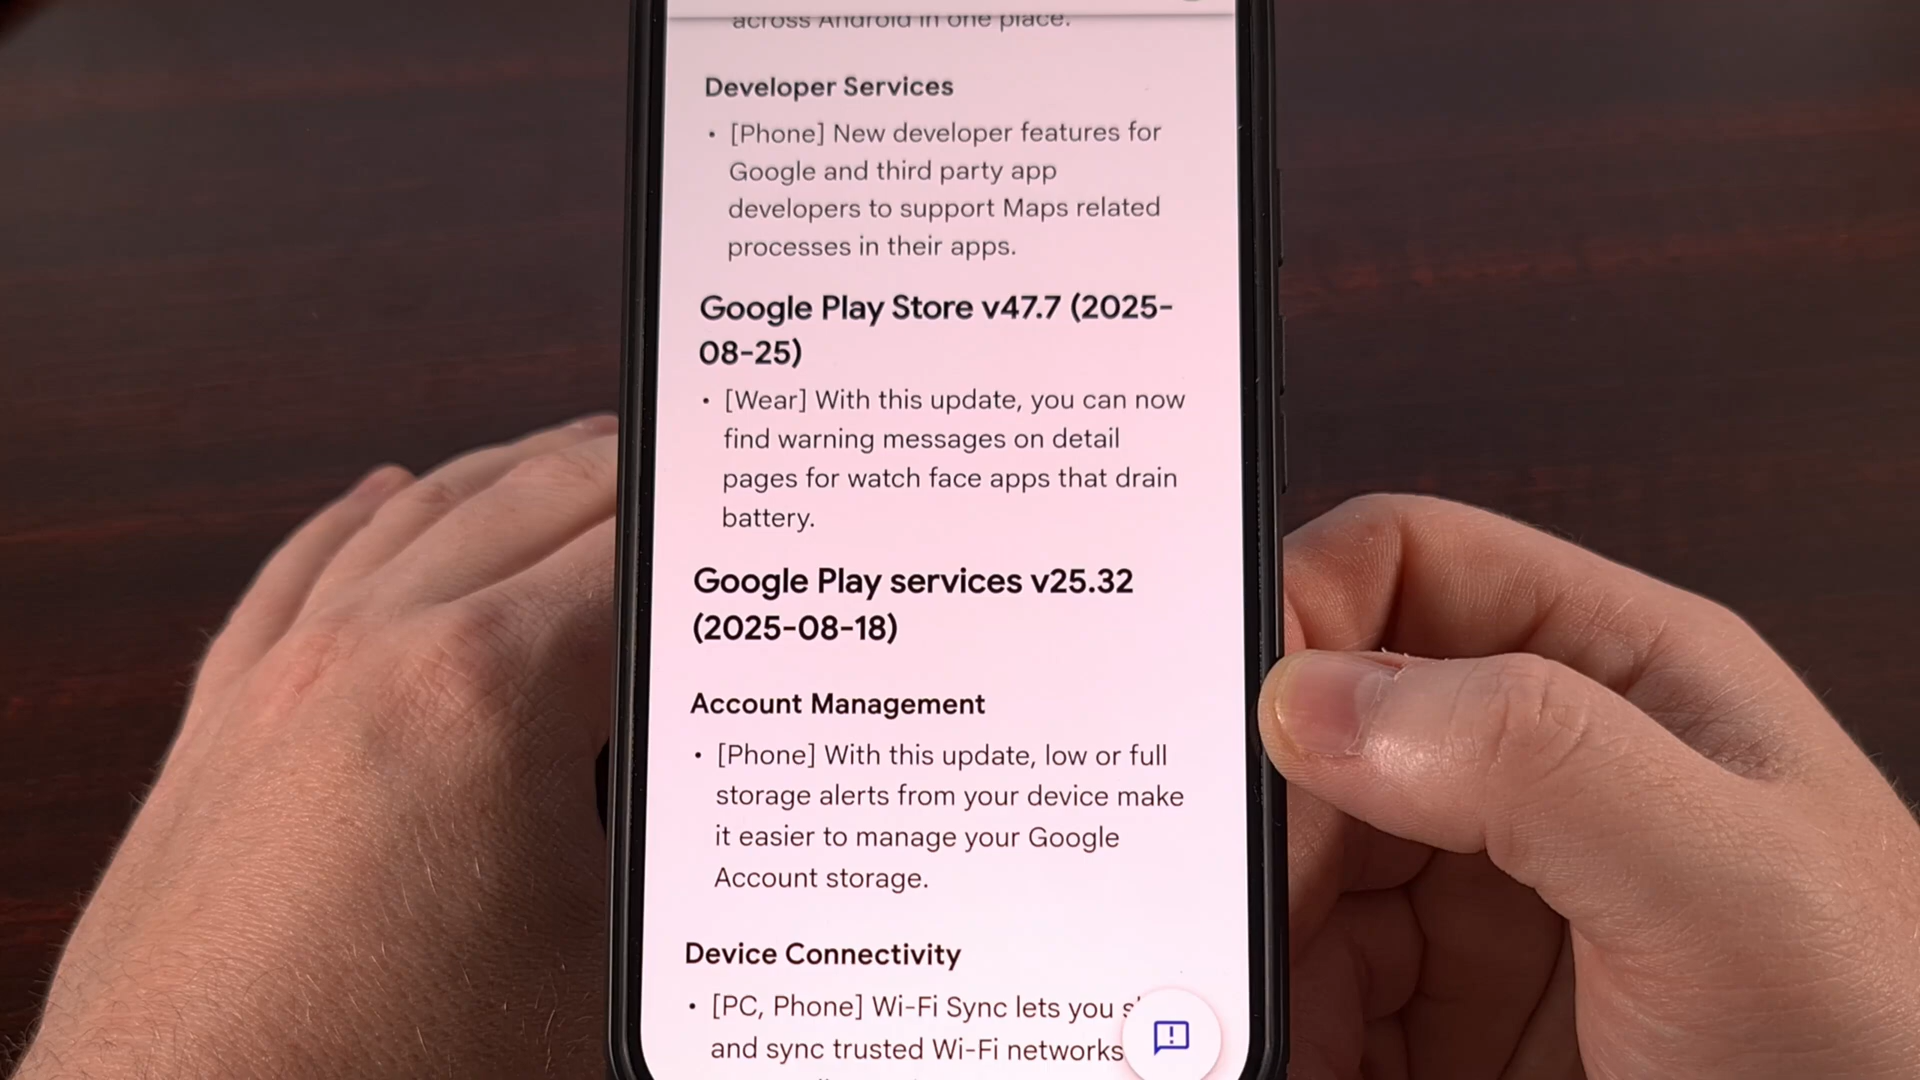 across Android in one place.
Developer Services
• [Phone] New developer features for
Google and third party app
developers to support Maps related
processes in their apps.
Google Play Store v47.7 (2025-
08-25)
• [Wear] With this update, you can now
find warning messages on detail
pages for watch face apps that drain
battery.
Google Play services v25.32
(2025-08-18)
Account Management
• [Phone] With this update, low or full
storage alerts from your device make
it easier to manage your Google
Account storage.
Device Connectivity
• [PC, Phone] Wi-Fi Sync lets you
and sync trusted Wi-Fi networks